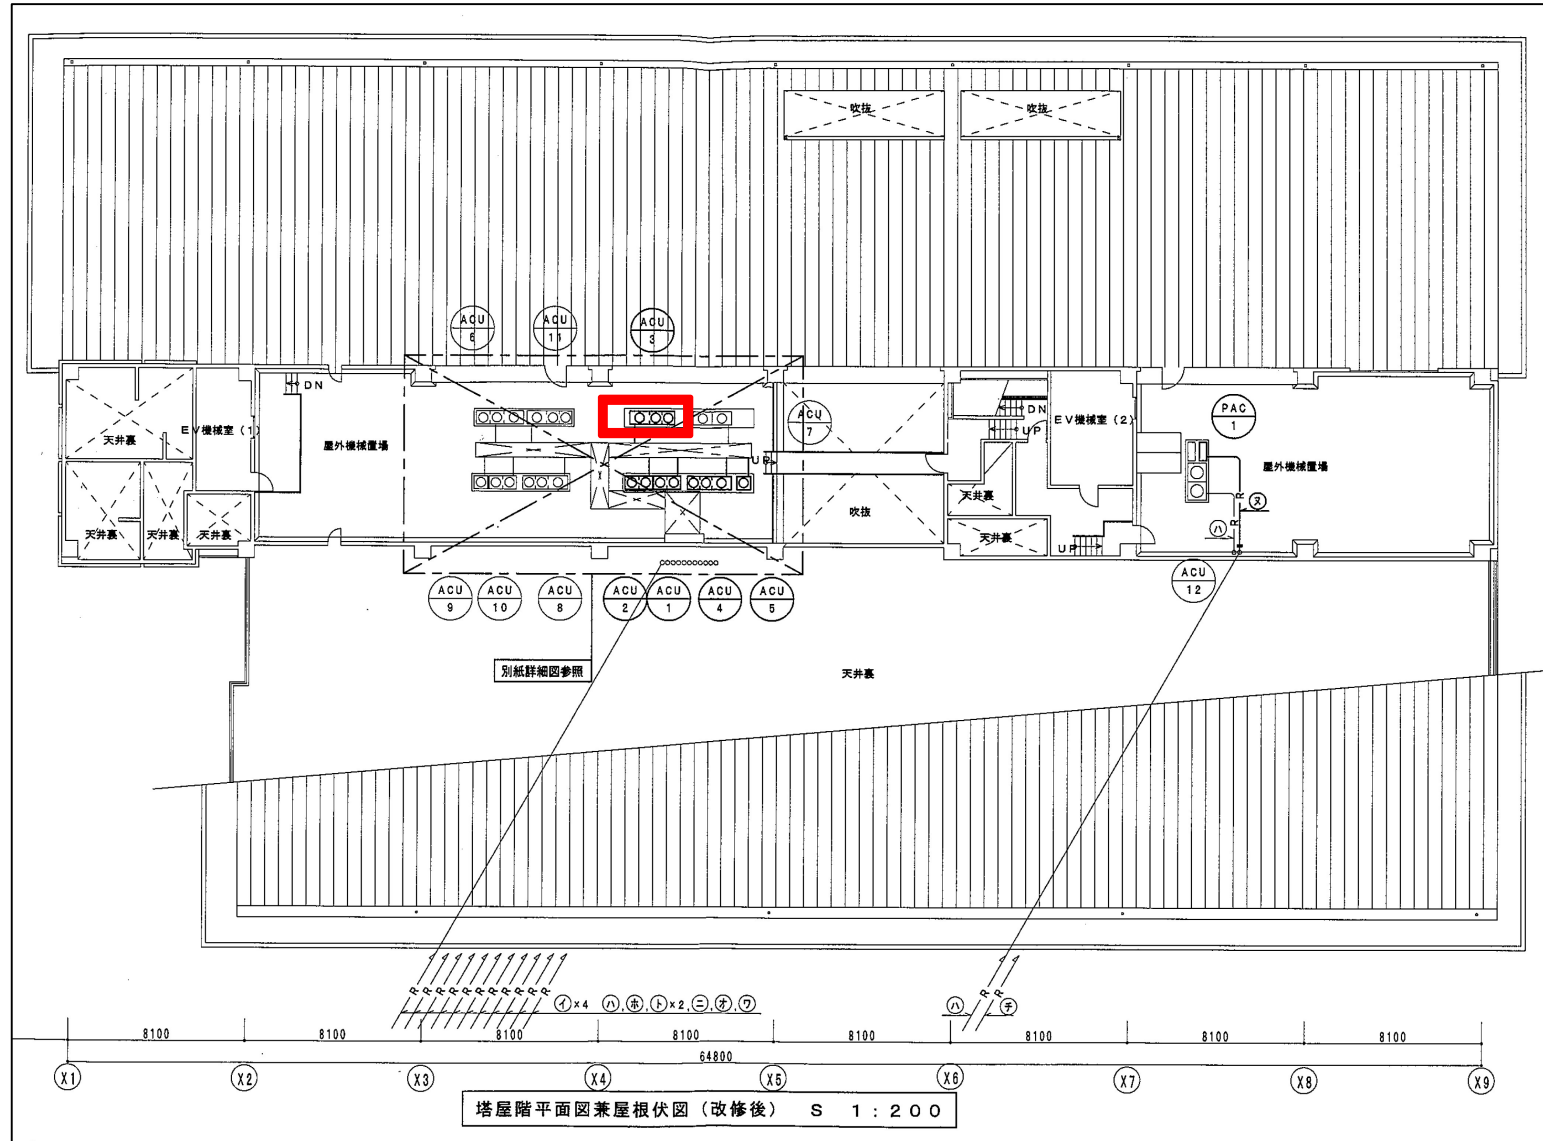 吹抜
吹抜
ACU
6
ACU
11
ACU
3
DN
天井裏
EV機械室(1)
屋外機械置場
ACU
7
UP
DN
UP
EV機械室(2)
PAC
1
屋外機械置場
天井裏
天井裏
天井裏
天井裏
吹抜
天井裏
UP
R
R
ヌ
ハ
ACU
9
ACU
10
ACU
8
ACU
2
ACU
1
ACU
4
ACU
5
ACU
12
別紙詳細図参照
天井裏
R R R R R R R R R R R
イ×4 ハ,ホ,ト×2,ニ,オ,ワ
ハ
R R
チ
8100 8100 8100 8100 8100 8100 8100 8100
64800
X1 X2 X3 X4 X5 X6 X7 X8 X9
塔屋階平面図兼屋根伏図(改修後) S 1:200